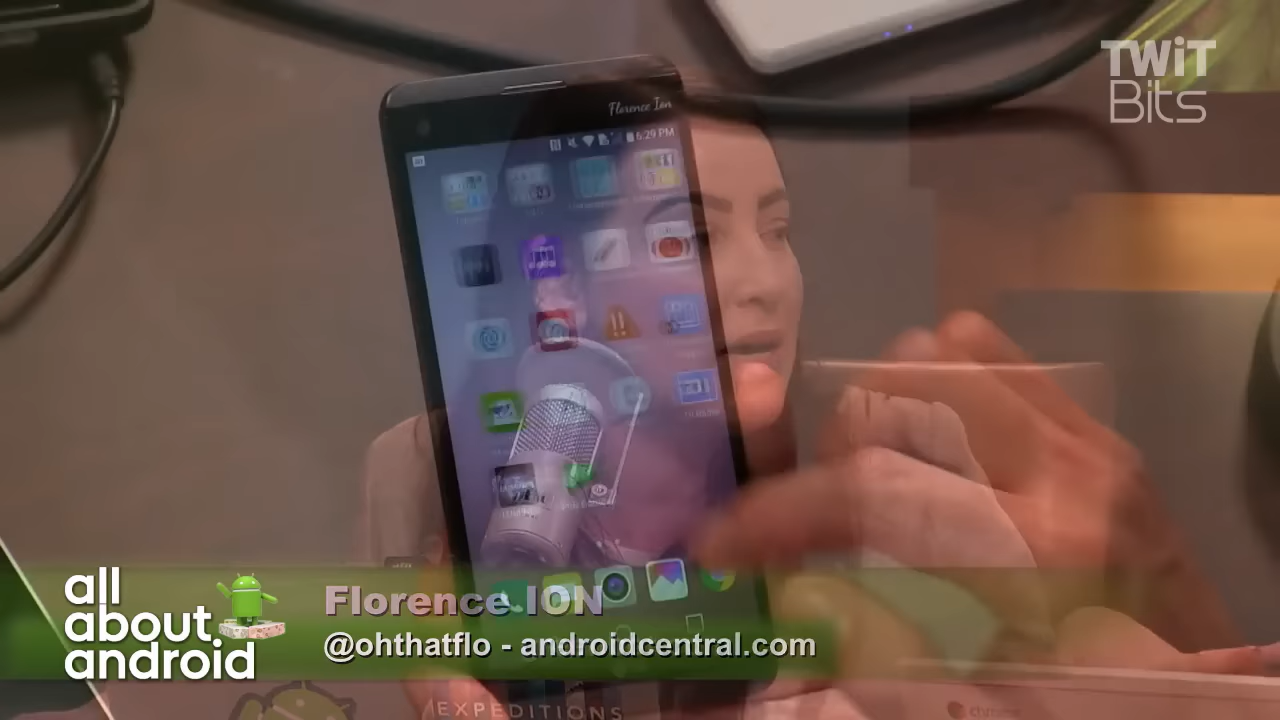 TWiT
Bits
Florence Ion
6:29 PM
all
about
android
Florence ION
@ohthatflo - androidcentral.com
EXPEDITIONS